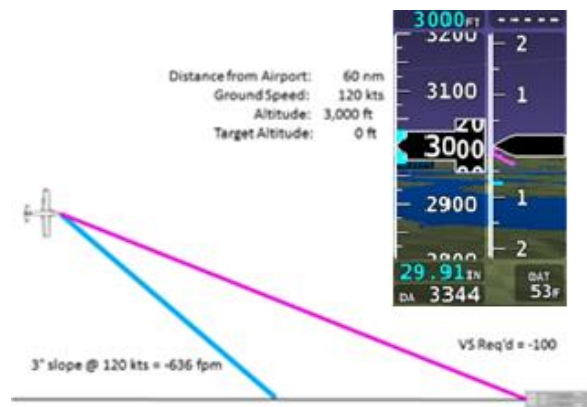 3000FT -----
3200
2
Distance from Airport: 60 nm
Ground Speed: 120 kts
Altitude: 3,000 ft
Target Altitude: 0 ft
3100
1
20
3000
2900
1
2800
2
29.91IN
OAT
DA 3344
53F
VS Req'd = -100
3° slope @ 120 kts = -636 fpm